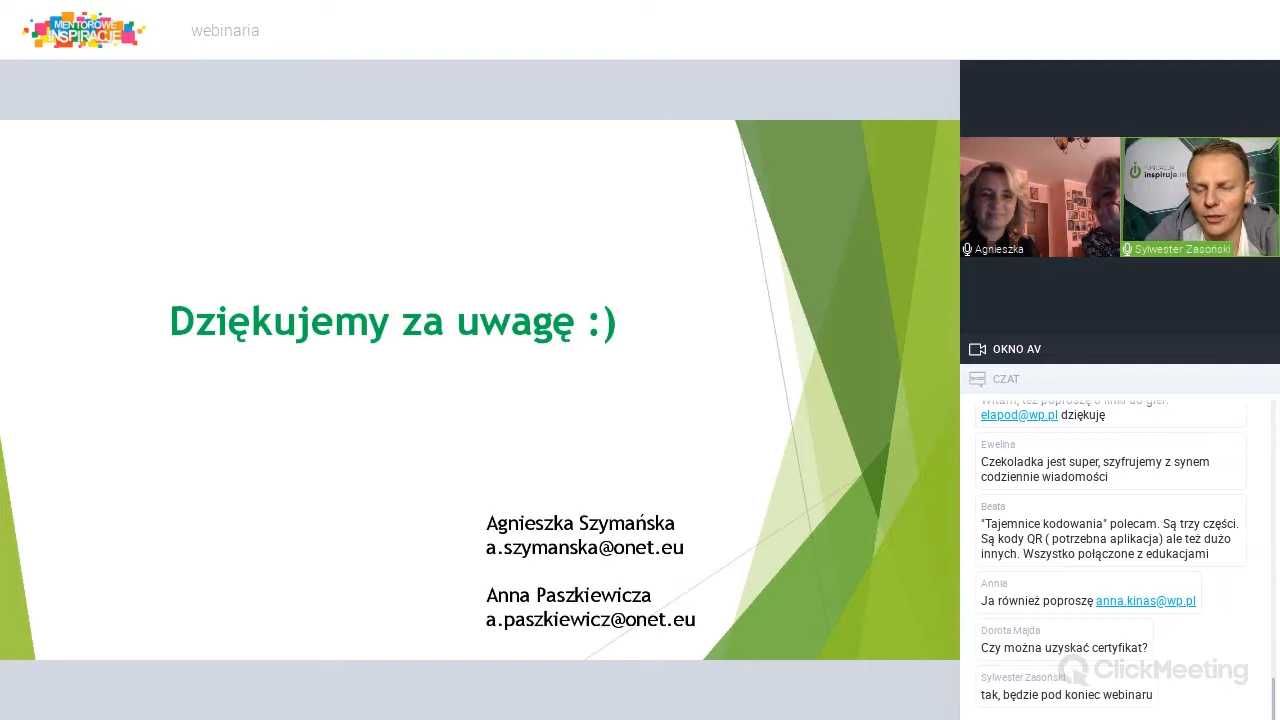 MENTOROWE
INSPIRACJE
webinaria
Dziękujemy za uwagę :)
Agnieszka Szymańska
a.szymanska@onet.eu
Anna Paszkiewicza
a.paszkiewicz@onet.eu
FUNDACJA
inspiruje.m
Agnieszka
Sylwester Zasoński
OKNO AV
CZAT
Witam, też poproszę o linki do gier.
elapod@wp.pl dziękuję
Ewelina
Czekoladka jest super, szyfrujemy z synem
codziennie wiadomości
Beata
"Tajemnice kodowania" polecam. Są trzy części.
Są kody QR ( potrzebna aplikacja) ale też dużo
innych. Wszystko połączone z edukacjami
Annia
Ja również poproszę anna.kinas@wp.pl
Dorota Majda
Czy można uzyskać certyfikat?
Sylwester Zasoński
tak, będzie pod koniec webinaru
ClickMeeting